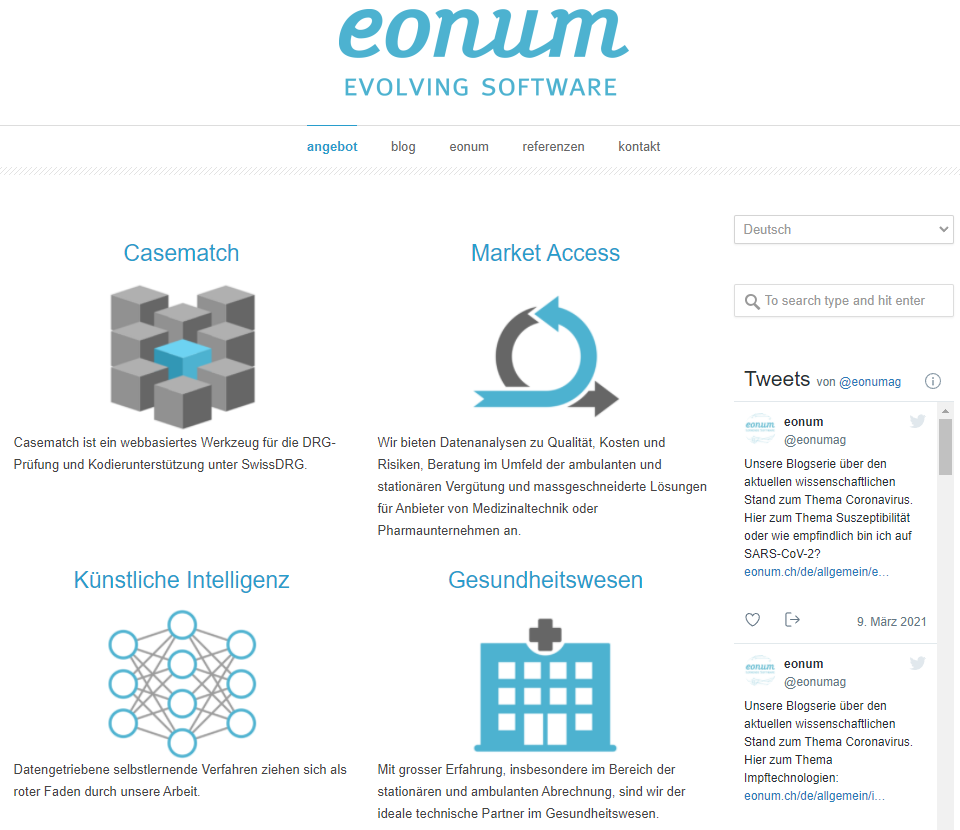 eonum
EVOLVING SOFTWARE
angebot
blog
eonum
referenzen
kontakt
Deutsch
To search type and hit enter
Casematch
Casematch ist ein webbasiertes Werkzeug für die DRG-
Prüfung und Kodierunterstützung unter SwissDRG.
Market Access
Wir bieten Datenanalysen zu Qualität, Kosten und
Risiken, Beratung im Umfeld der ambulanten und
stationären Vergütung und massgeschneiderte Lösungen
für Anbieter von Medizinaltechnik oder
Pharmaunternehmen an.
Künstliche Intelligenz
Datengetriebene selbstlernende Verfahren ziehen sich als
roter Faden durch unsere Arbeit.
Gesundheitswesen
Mit grosser Erfahrung, insbesondere im Bereich der
stationären und ambulanten Abrechnung, sind wir der
ideale technische Partner im Gesundheitswesen.
Tweets von @eonumag
eonum
eonum
@eonumag
Unsere Blogserie über den
aktuellen wissenschaftlichen
Stand zum Thema Coronavirus.
Hier zum Thema Suszeptibilität
oder wie empfindlich bin ich auf
SARS-CoV-2?
eonum.ch/de/allgemein/e…
9. März 2021
eonum
eonum
@eonumag
Unsere Blogserie über den
aktuellen wissenschaftlichen
Stand zum Thema Coronavirus.
Hier zum Thema
Impftechnologien:
eonum.ch/de/allgemein/i…